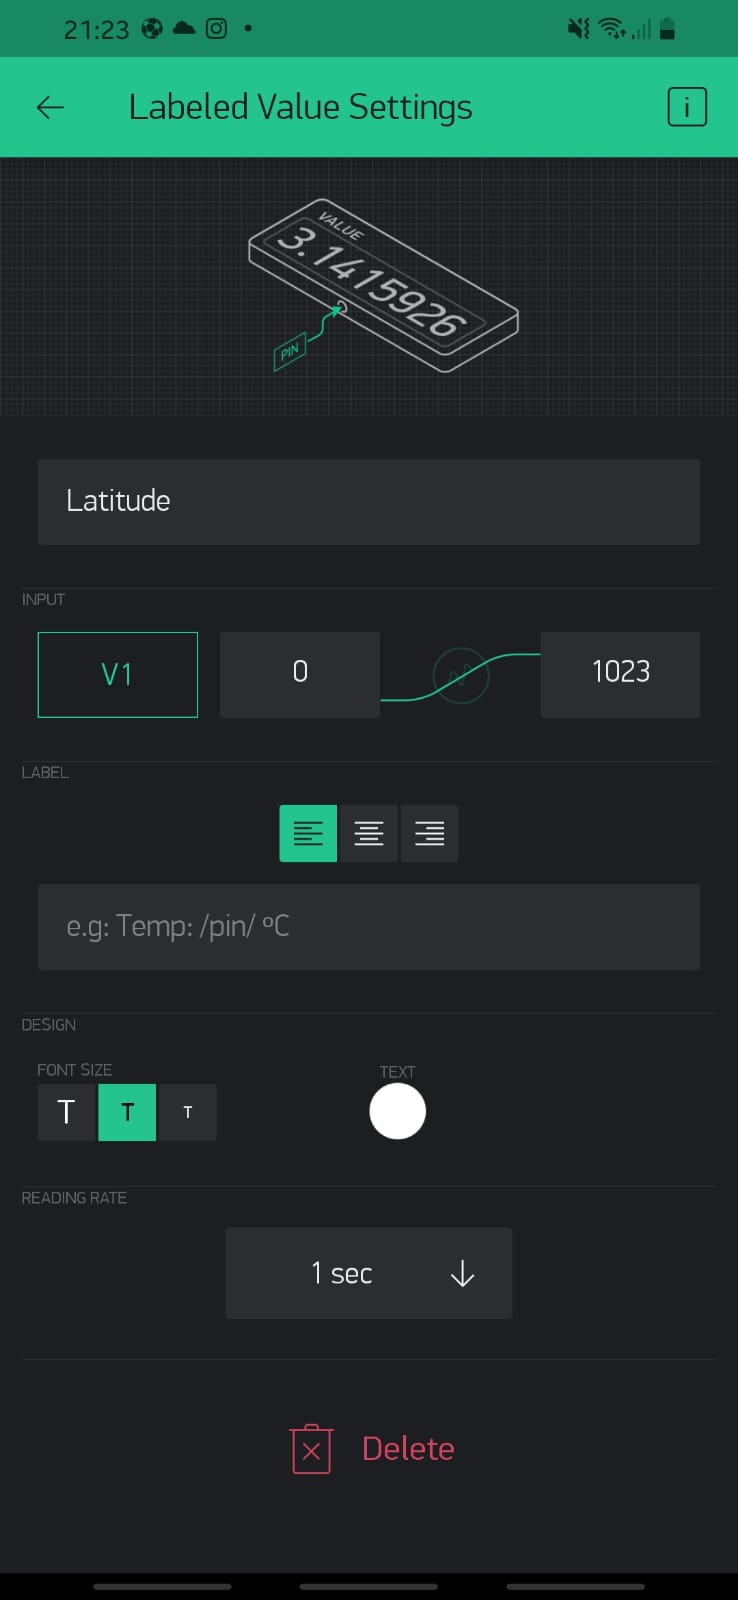 21:23
Labeled Value Settings
i
VALUE
3.1415926
PIN
Latitude
INPUT
V1 0 1023
LABEL
e.g: Temp: /pin/ ºC
DESIGN
FONT SIZE TEXT
T T T
READING RATE
1 sec
Delete